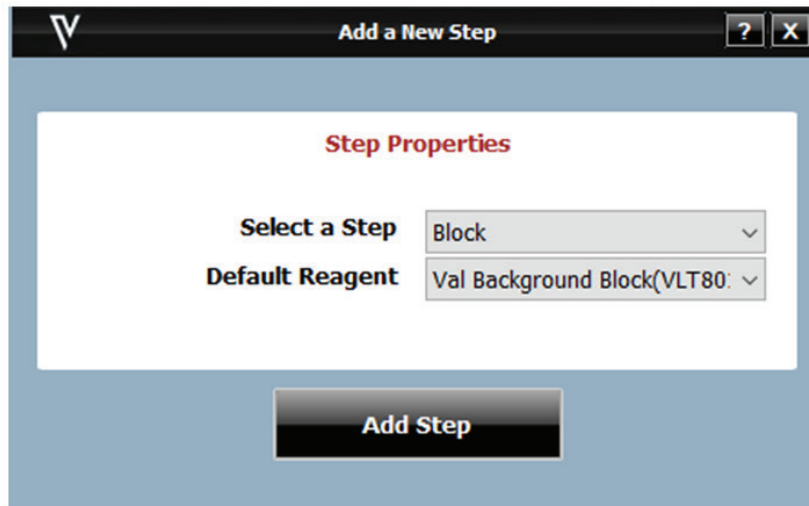 Add a New Step ? X
Step Properties
Select a Step Block
Default Reagent Val Background Block(VLT80
Add Step